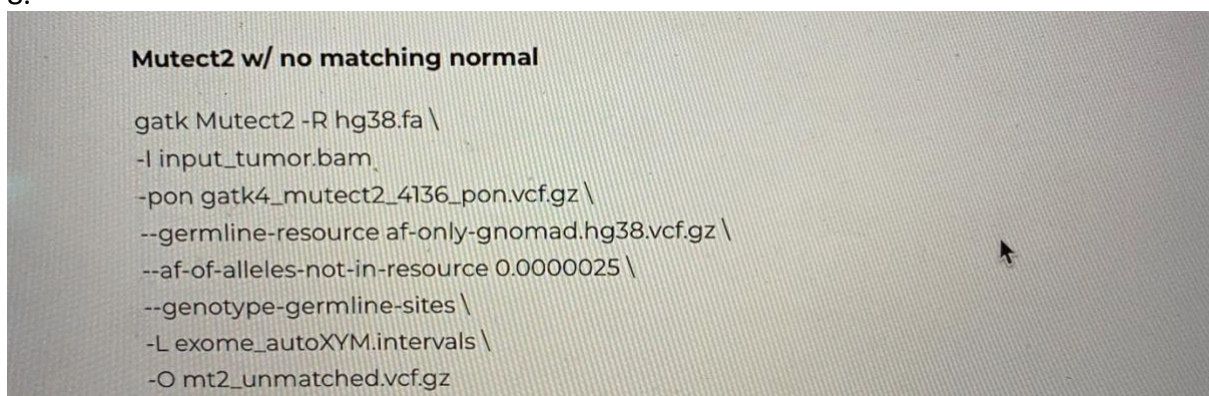 Mutect2 w/ no matching normal
gatk Mutect2 -R hg38.fa \
-I input_tumor.bam
-pon gatk4_mutect2_4136_pon.vcf.gz \
--germline-resource af-only-gnomad.hg38.vcf.gz \
--af-of-alleles-not-in-resource 0.0000025 \
--genotype-germline-sites \
-L exome_autoXYM.intervals \
-O mt2_unmatched.vcf.gz